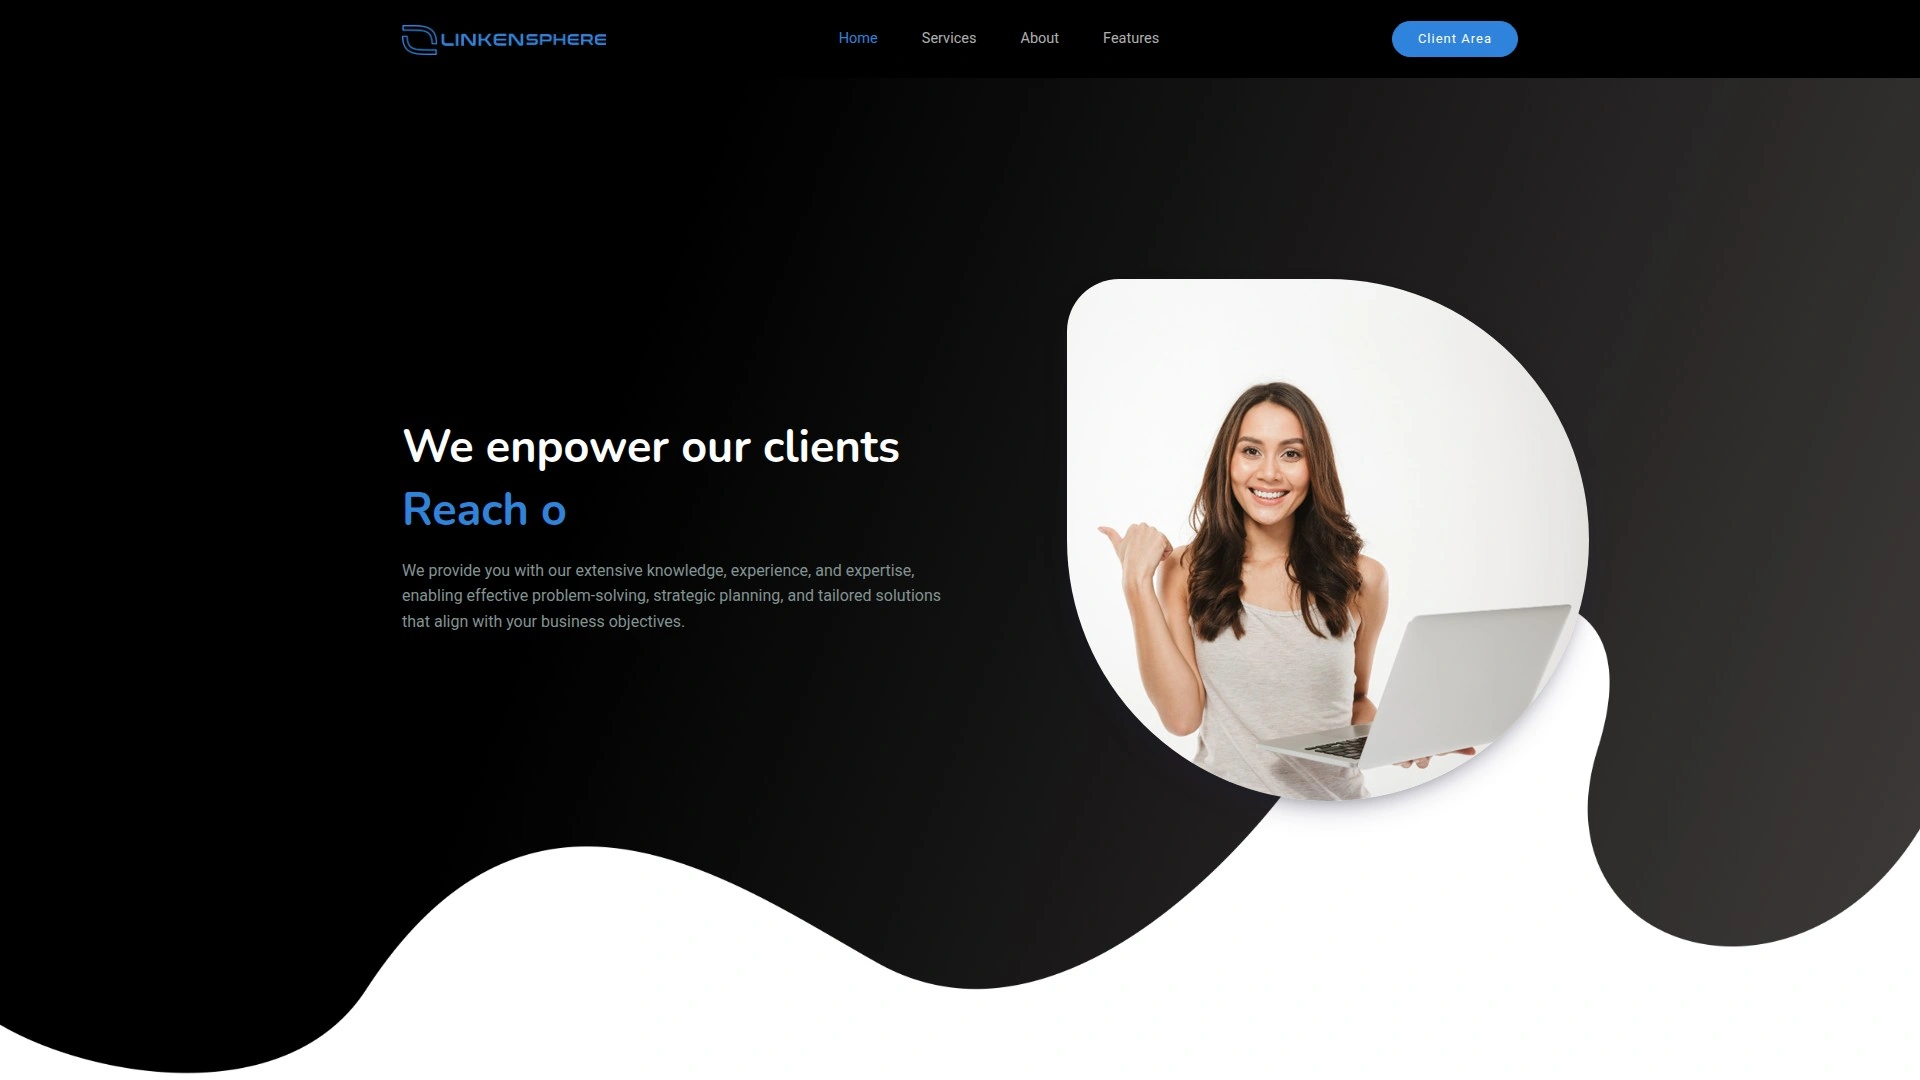 LINKENSPHERE
Home
Services
About
Features
Client Area
We enpower our clients
Reach o
We provide you with our extensive knowledge, experience, and expertise,
enabling effective problem-solving, strategic planning, and tailored solutions
that align with your business objectives.